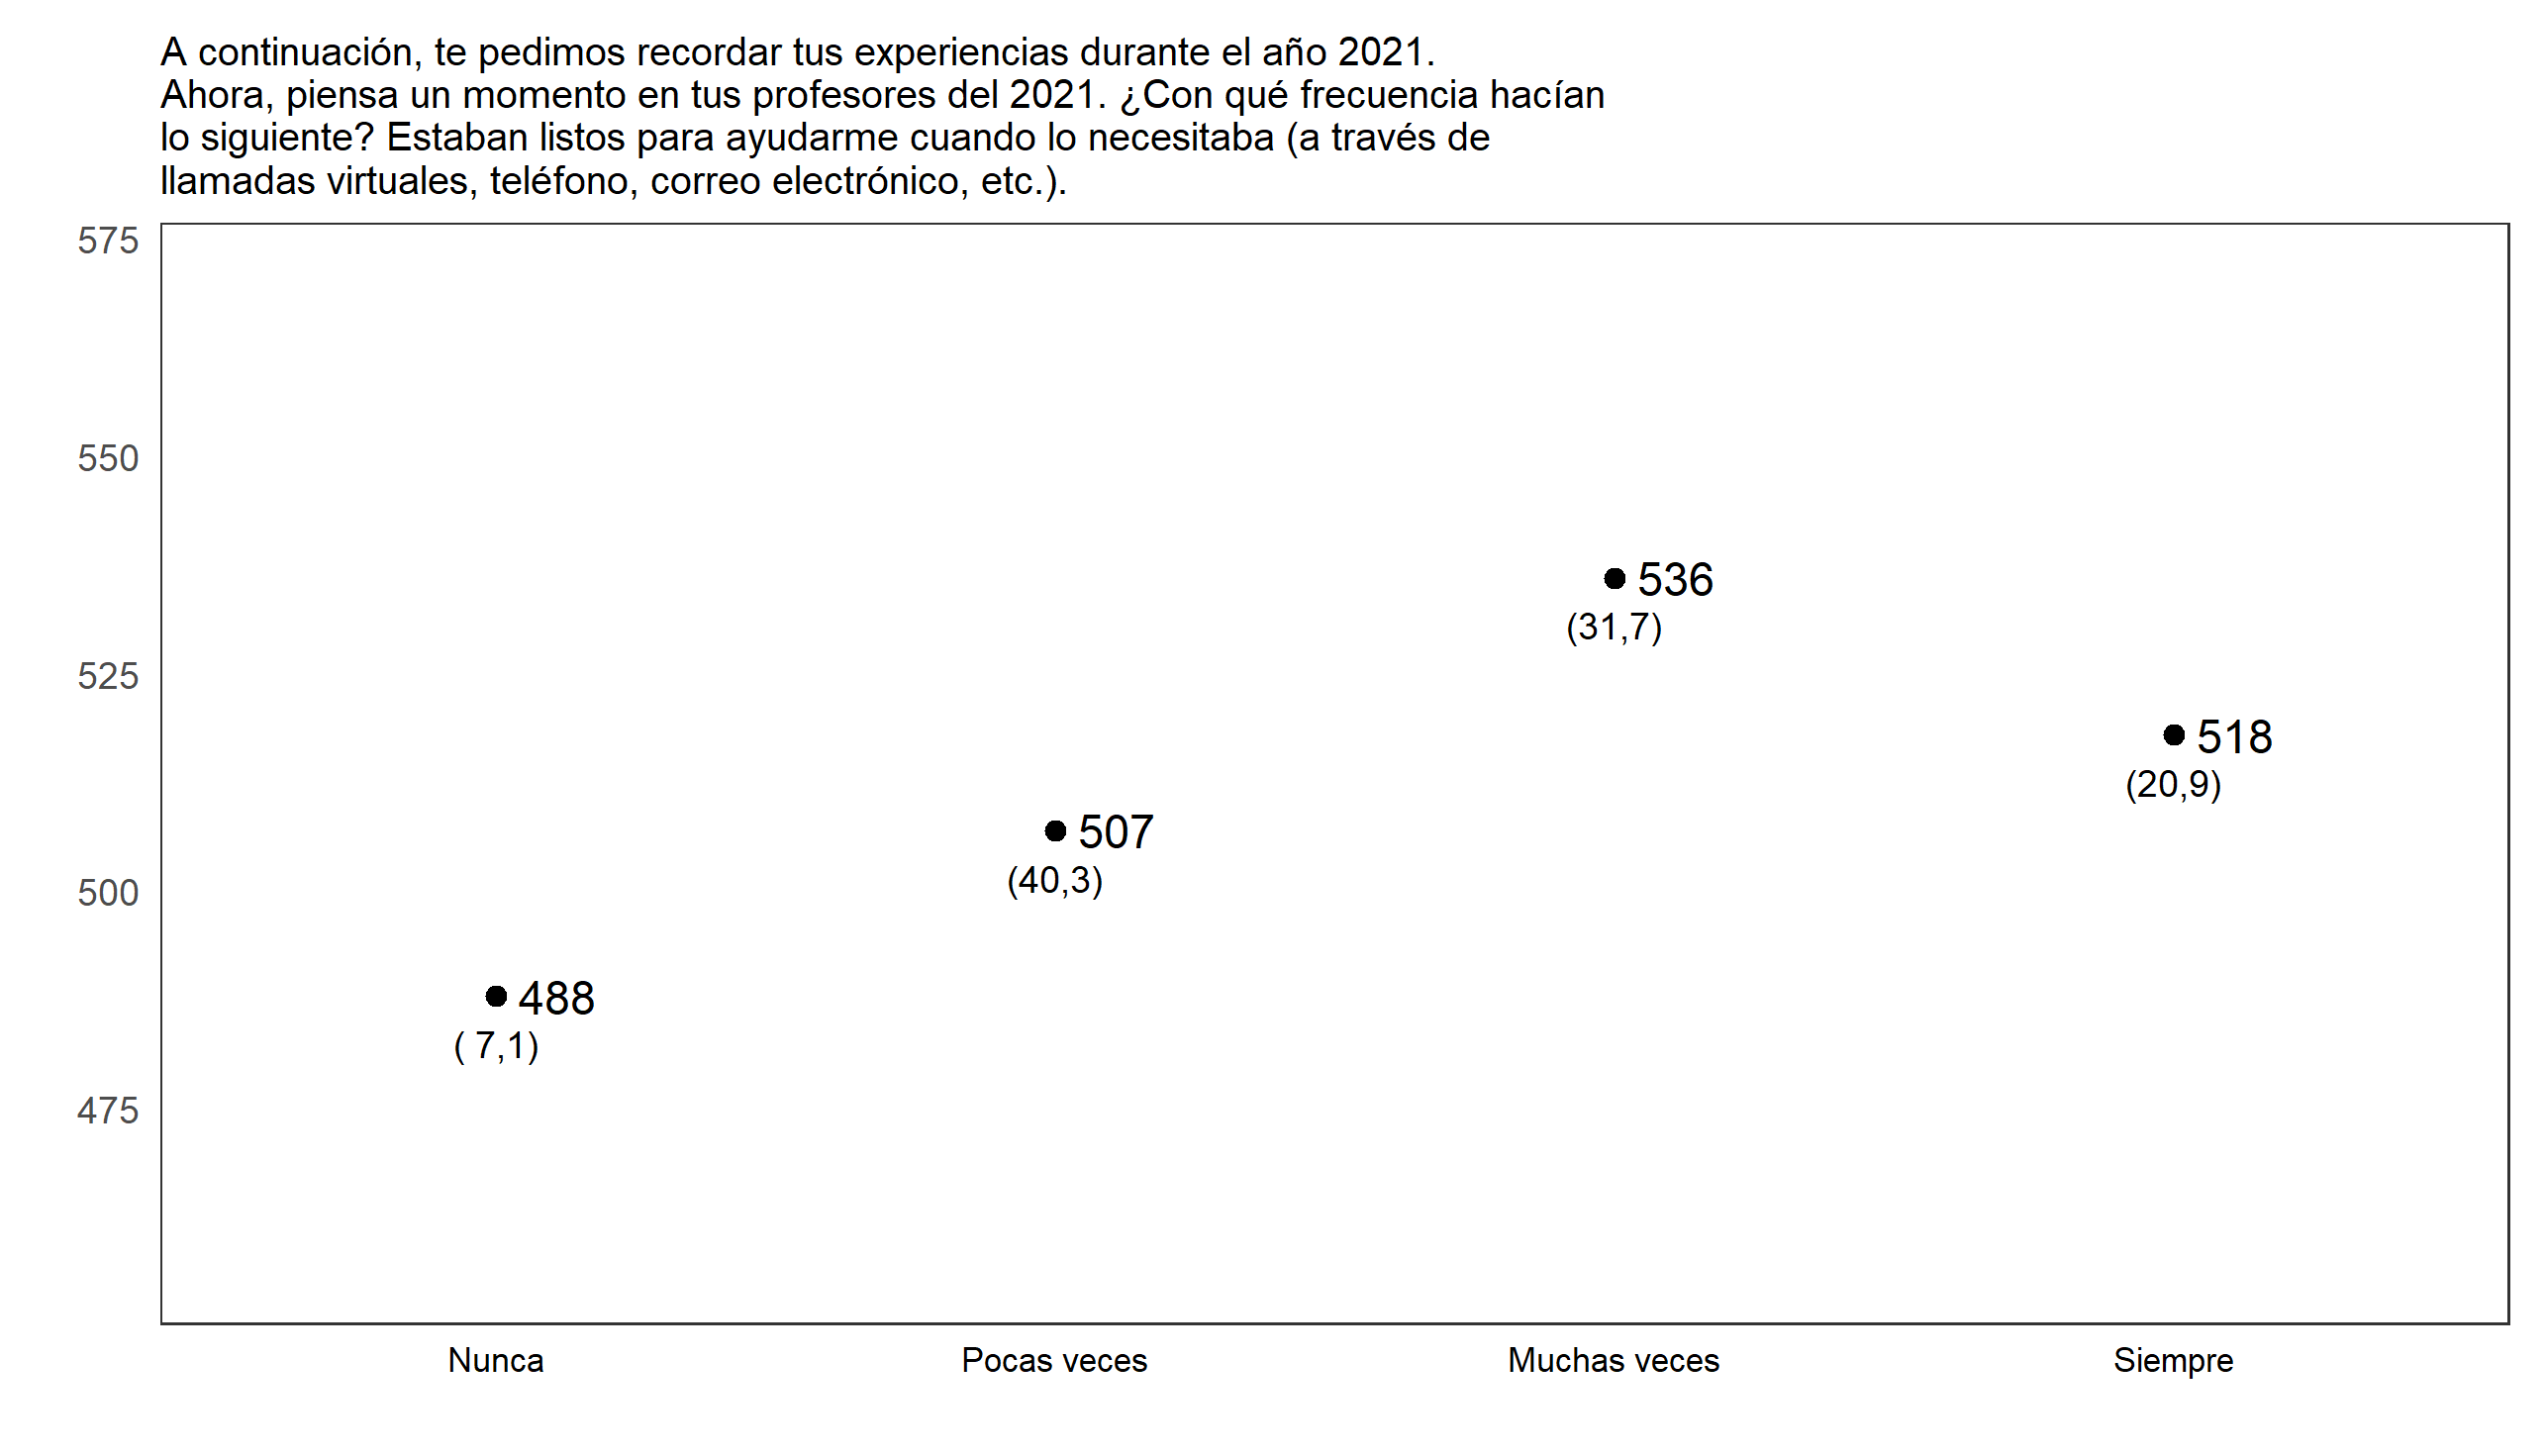 A continuación, te pedimos recordar tus experiencias durante el año 2021.
Ahora, piensa un momento en tus profesores del 2021. ¿Con qué frecuencia hacían
lo siguiente? Estaban listos para ayudarme cuando lo necesitaba (a través de
llamadas virtuales, teléfono, correo electrónico, etc.).
575
550
525
500
475
536
(31,7)
518
(20,9)
507
(40,3)
488
( 7,1)
Nunca
Pocas veces
Muchas veces
Siempre